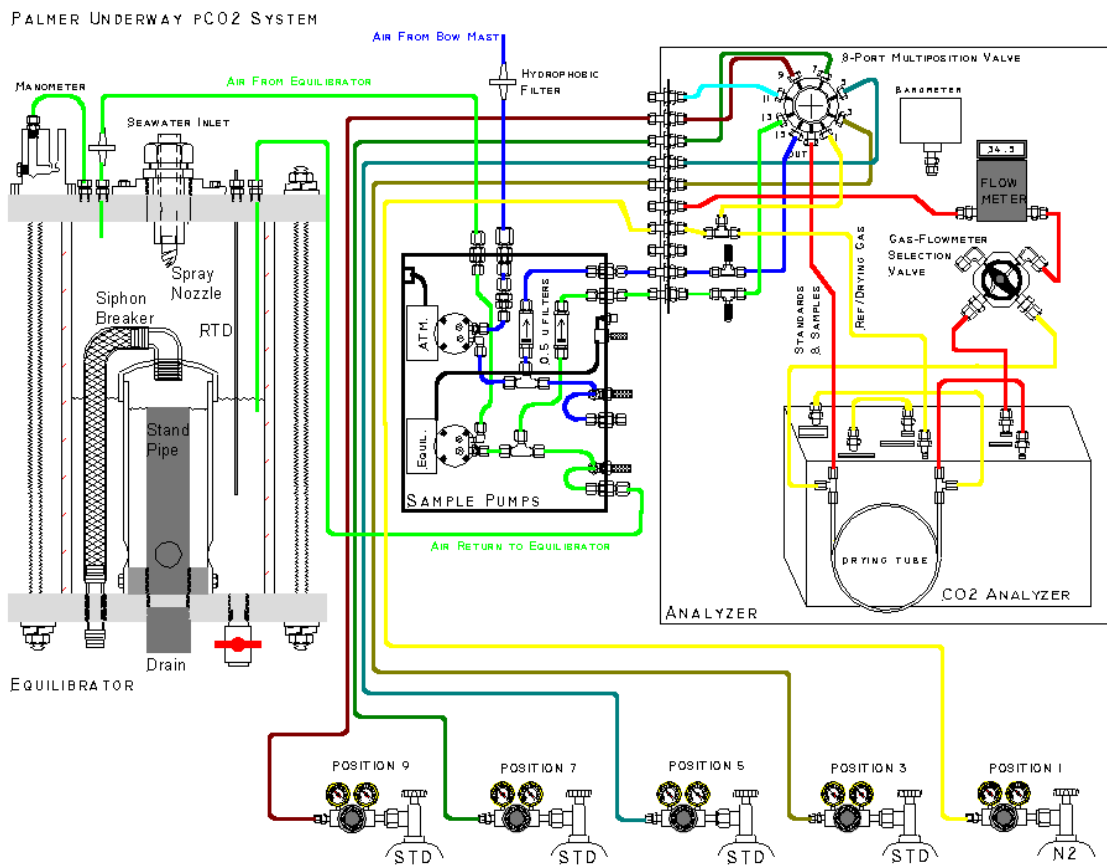 PALMER UNDERWAY PCO2 SYSTEM
AIR FROM BOW MAST
AIR FROM EQUILIBRATOR
HYDROPHOBIC
FILTER
MANOMETER
SEAWATER INLET
Spray
Nozzle
Siphon
Breaker
RTD
Stand
Pipe
Drain
EQUILIBRATOR
ATM.
EQUIL.
0.5 U FILTERS
SAMPLE PUMPS
AIR RETURN TO EQUILIBRATOR
8-PORT MULTIPOSITION VALVE
9
7
5
3
1
11
13
15
OUT
BAROMETER
34.5
FLOW
METER
GAS-FLOWMETER
SELECTION
VALVE
STANDARDS
& SAMPLES
REF/DRYING GAS
DRYING TUBE
CO2 ANALYZER
ANALYZER
POSITION 9
POSITION 7
POSITION 5
POSITION 3
POSITION 1
STD
STD
STD
STD
N2